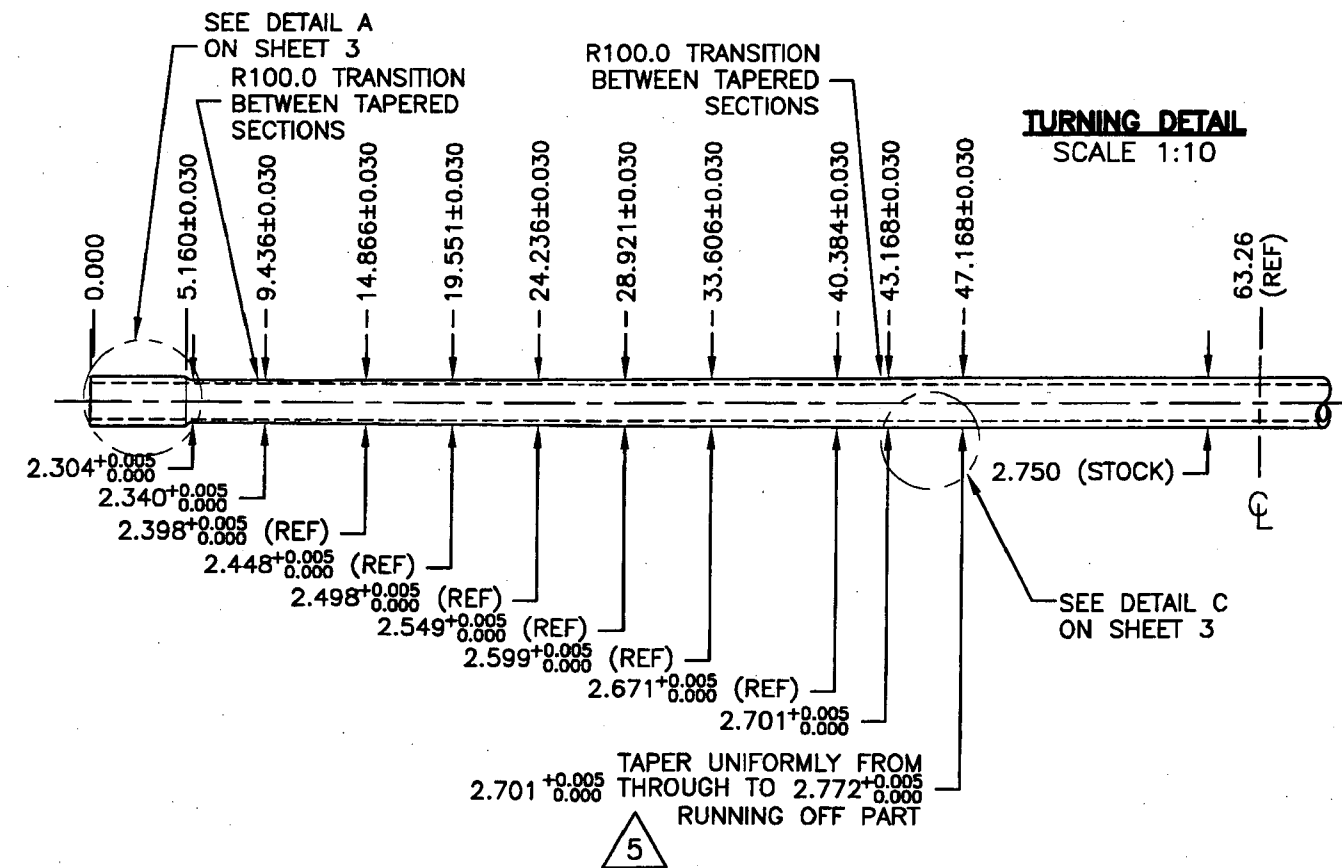 SEE DETAIL A
ON SHEET 3
R100.0 TRANSITION
BETWEEN TAPERED
SECTIONS
R100.0 TRANSITION
BETWEEN TAPERED
SECTIONS
TURNING DETAIL
SCALE 1:10
0.000
5.160±0.030
9.436±0.030
14.866±0.030
19.551±0.030
24.236±0.030
28.921±0.030
33.606±0.030
40.384±0.030
43.168±0.030
47.168±0.030
63.26
(REF)
2.304+0.005
0.000
2.340+0.005
0.000
2.398+0.005 (REF)
0.000
2.448+0.005 (REF)
0.000
2.498+0.005 (REF)
0.000
2.549+0.005 (REF)
0.000
2.599+0.005 (REF)
0.000
2.671+0.005 (REF)
0.000
2.701+0.005
0.000
2.750 (STOCK)
℄
SEE DETAIL C
ON SHEET 3
TAPER UNIFORMLY FROM
2.701 +0.005 THROUGH TO 2.772+0.005
0.000 0.000
RUNNING OFF PART
5